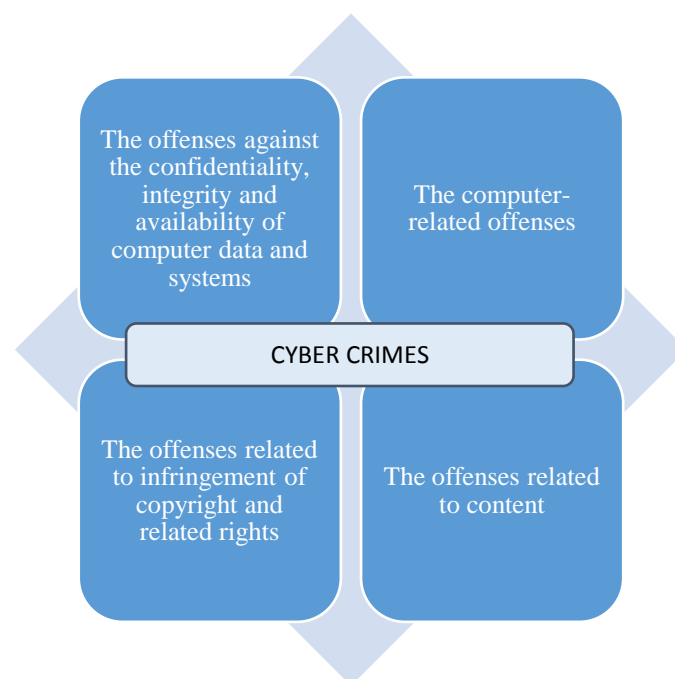 The offenses against
the confidentiality,
integrity and
availability of
computer data and
systems
The computer-
related offenses
CYBER CRIMES
The offenses related
to infringement of
copyright and
related rights
The offenses related
to content